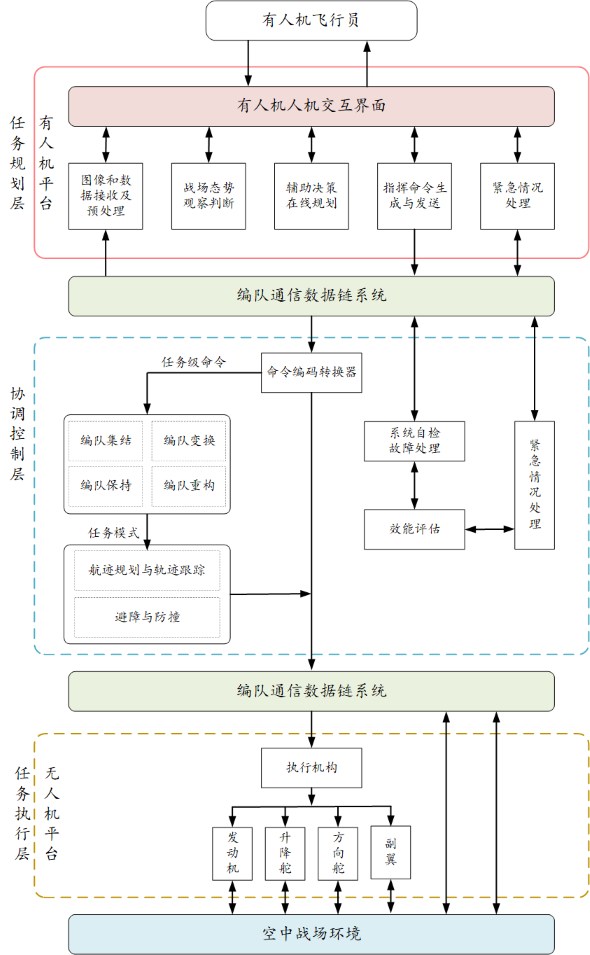 有人机飞行员
任务规划层
有人机平台
有人机人机交互界面
图像和数
据接收及
预处理
战场态势
观察判断
辅助决策
在线规划
指挥命令生
成与发送
紧急情况
处理
编队通信数据链系统
协调控制层
任务级命令
命令编码转换器
编队集结
编队变换
编队保持
编队重构
任务模式
航迹规划与轨迹跟踪
避障与防撞
系统自检
故障处理
效能评估
紧急情况处理
编队通信数据链系统
任务执行层
无人机平台
执行机构
发动机
升降舵
方向舵
副翼
空中战场环境